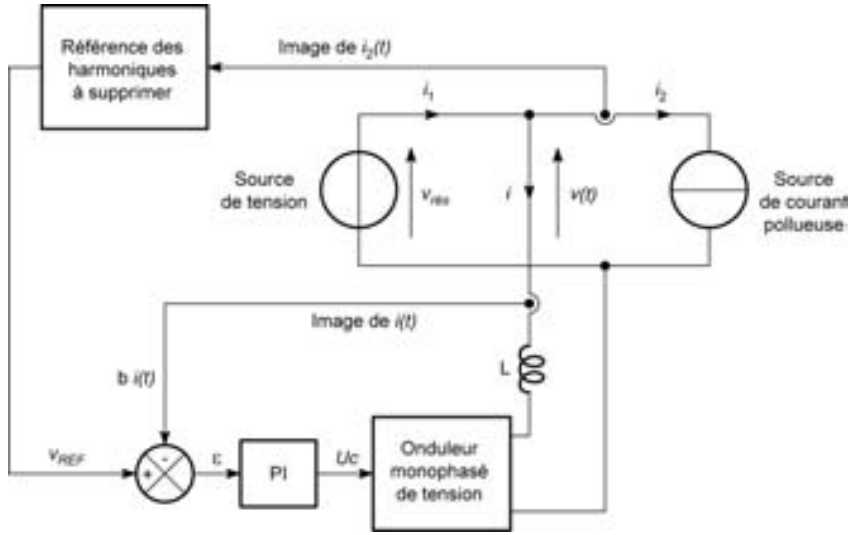 Référence des
harmoniques
à supprimer
Image de i₂(t)
i₁
i₂
Source
de tension
vrés
i
v(t)
Source
de courant
pollueuse
Image de i(t)
L
b i(t)
vREF
+
-
ε
PI
Uc
Onduleur
monophasé
de tension